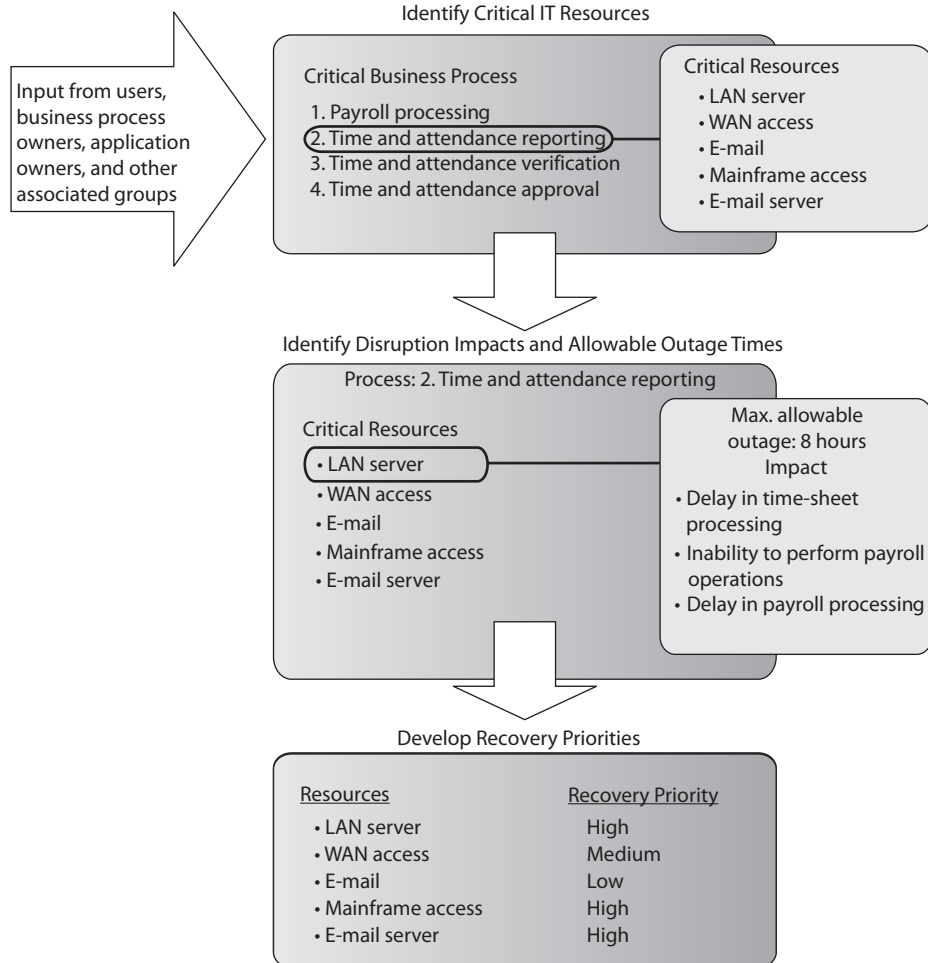 Identify Critical IT Resources
Input from users,
business process
owners, application
owners, and other
associated groups
Critical Business Process
1. Payroll processing
2. Time and attendance reporting
3. Time and attendance verification
4. Time and attendance approval
Critical Resources
• LAN server
• WAN access
• E-mail
• Mainframe access
• E-mail server
Identify Disruption Impacts and Allowable Outage Times
Process: 2. Time and attendance reporting
Critical Resources
• LAN server
• WAN access
• E-mail
• Mainframe access
• E-mail server
Max. allowable
outage: 8 hours
Impact
• Delay in time-sheet
processing
• Inability to perform payroll
operations
• Delay in payroll processing
Develop Recovery Priorities
Resources Recovery Priority
• LAN server High
• WAN access Medium
• E-mail Low
• Mainframe access High
• E-mail server High